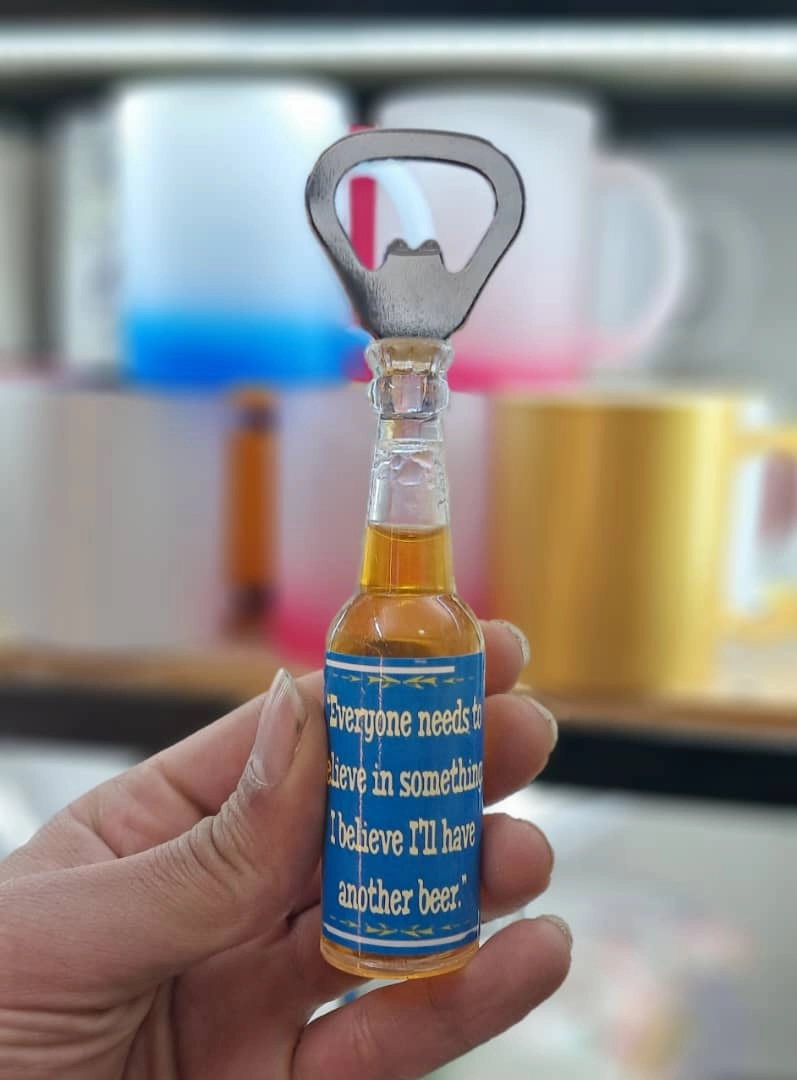 "Everyone needs to
elieve in something
I believe I'll have
another beer."